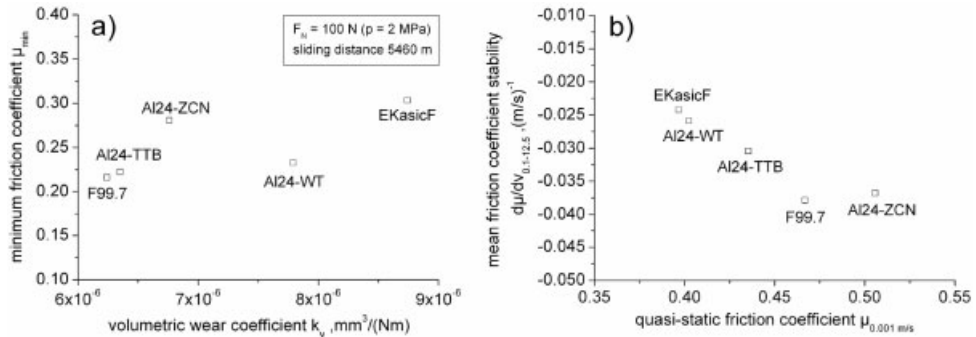 a)
F_N = 100 N (p = 2 MPa)
sliding distance 5460 m
minimum friction coefficient μ_min
0.40
0.35
0.30
0.25
0.20
0.15
0.10
Al24-ZCN
EKasicF
Al24-TTB
F99.7
Al24-WT
6x10^-6
7x10^-6
8x10^-6
9x10^-6
volumetric wear coefficient k_v ,mm³/(Nm)
b)
mean friction coefficient stability
dμ/dv_0.1-12.5 ,(m/s)^-1
-0.010
-0.015
-0.020
-0.025
-0.030
-0.035
-0.040
-0.045
-0.050
EKasicF
Al24-WT
Al24-TTB
F99.7
Al24-ZCN
0.35
0.40
0.45
0.50
0.55
quasi-static friction coefficient μ_0.001 m/s